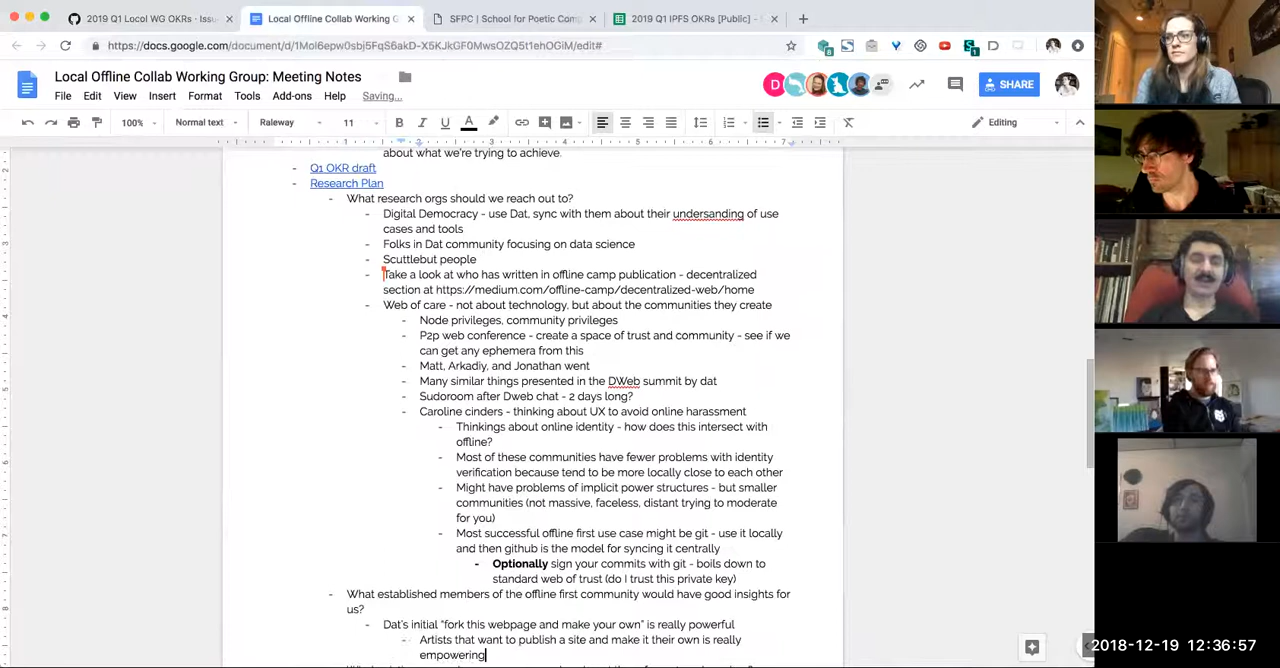 2019 Q1 Locol WG OKRs · Issu
Local Offline Collab Working G
SFPC | School for Poetic Com
2019 Q1 IPFS OKRs [Public] -
https://docs.google.com/document/d/1Mol6epw0sbj5FqS6akD-X5KJkGF0MwsOZQ5t1ehOGiM/edit#
Local Offline Collab Working Group: Meeting Notes
File Edit View Insert Format Tools Add-ons Help Saving...
SHARE
100% Normal text Raleway 11 Editing
about what we're trying to achieve.
- Q1 OKR draft
- Research Plan
- What research orgs should we reach out to?
- Digital Democracy - use Dat, sync with them about their undersanding of use
cases and tools
- Folks in Dat community focusing on data science
- Scuttlebut people
- Take a look at who has written in offline camp publication - decentralized
section at https://medium.com/offline-camp/decentralized-web/home
- Web of care - not about technology, but about the communities they create
- Node privileges, community privileges
- P2p web conference - create a space of trust and community - see if we
can get any ephemera from this
- Matt, Arkadiy, and Jonathan went
- Many similar things presented in the DWeb summit by dat
- Sudoroom after Dweb chat - 2 days long?
- Caroline cinders - thinking about UX to avoid online harassment
- Thinkings about online identity - how does this intersect with
offline?
- Most of these communities have fewer problems with identity
verification because tend to be more locally close to each other
- Might have problems of implicit power structures - but smaller
communities (not massive, faceless, distant trying to moderate
for you)
- Most successful offline first use case might be git - use it locally
and then github is the model for syncing it centrally
- Optionally sign your commits with git - boils down to
standard web of trust (do I trust this private key)
- What established members of the offline first community would have good insights for
us?
- Dat's initial "fork this webpage and make your own" is really powerful
- Artists that want to publish a site and make it their own is really
empowering
2018-12-19 12:36:57